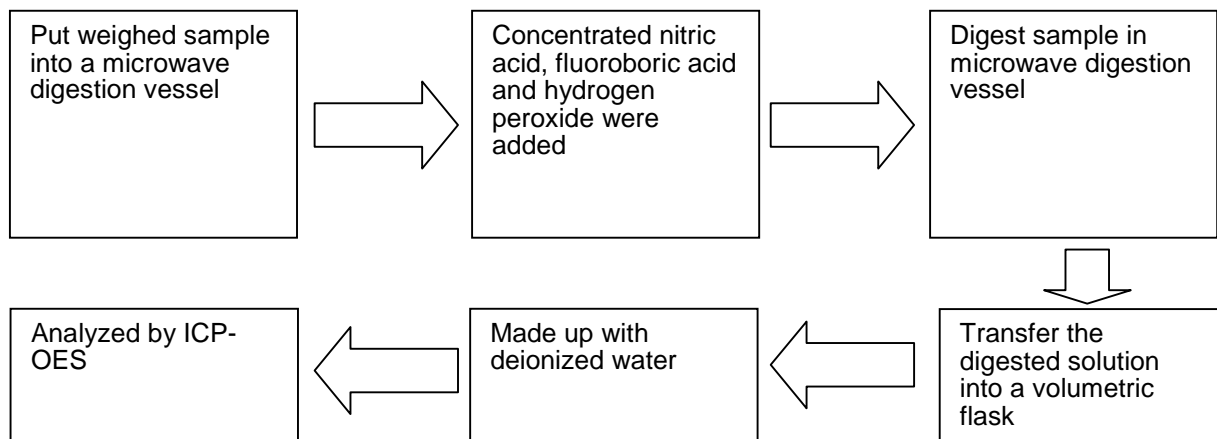 Put weighed sample
into a microwave
digestion vessel
Concentrated nitric
acid, fluoroboric acid
and hydrogen
peroxide were
added
Digest sample in
microwave digestion
vessel
Transfer the
digested solution
into a volumetric
flask
Made up with
deionized water
Analyzed by ICP-
OES